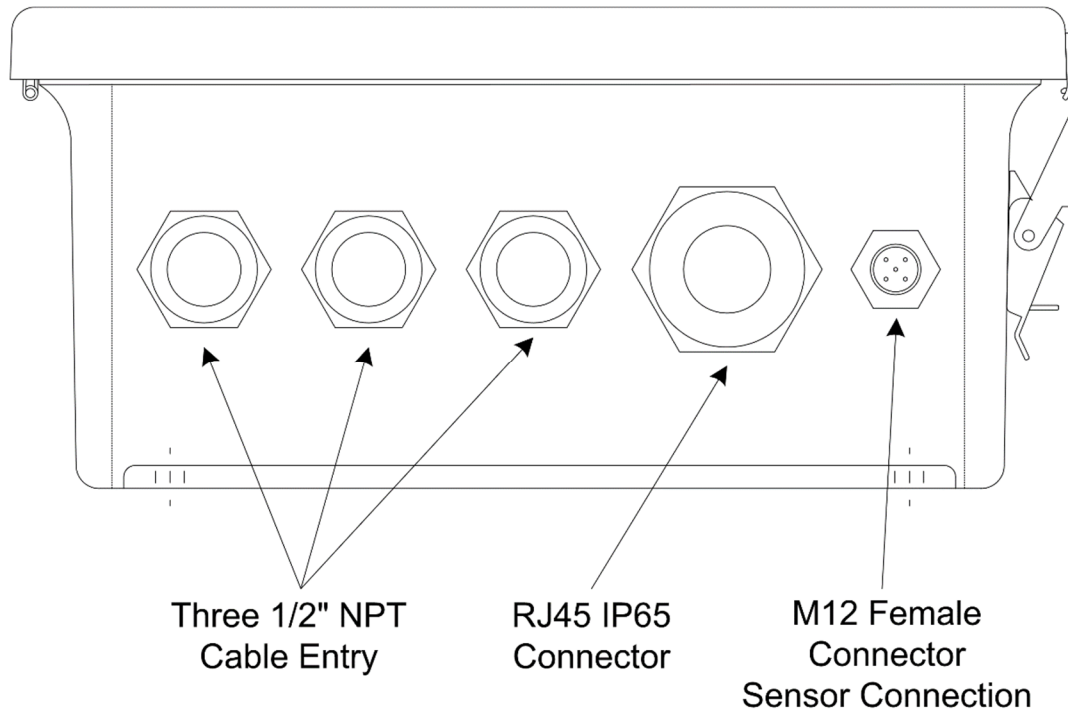 Three 1/2" NPT
Cable Entry
RJ45 IP65
Connector
M12 Female
Connector
Sensor Connection